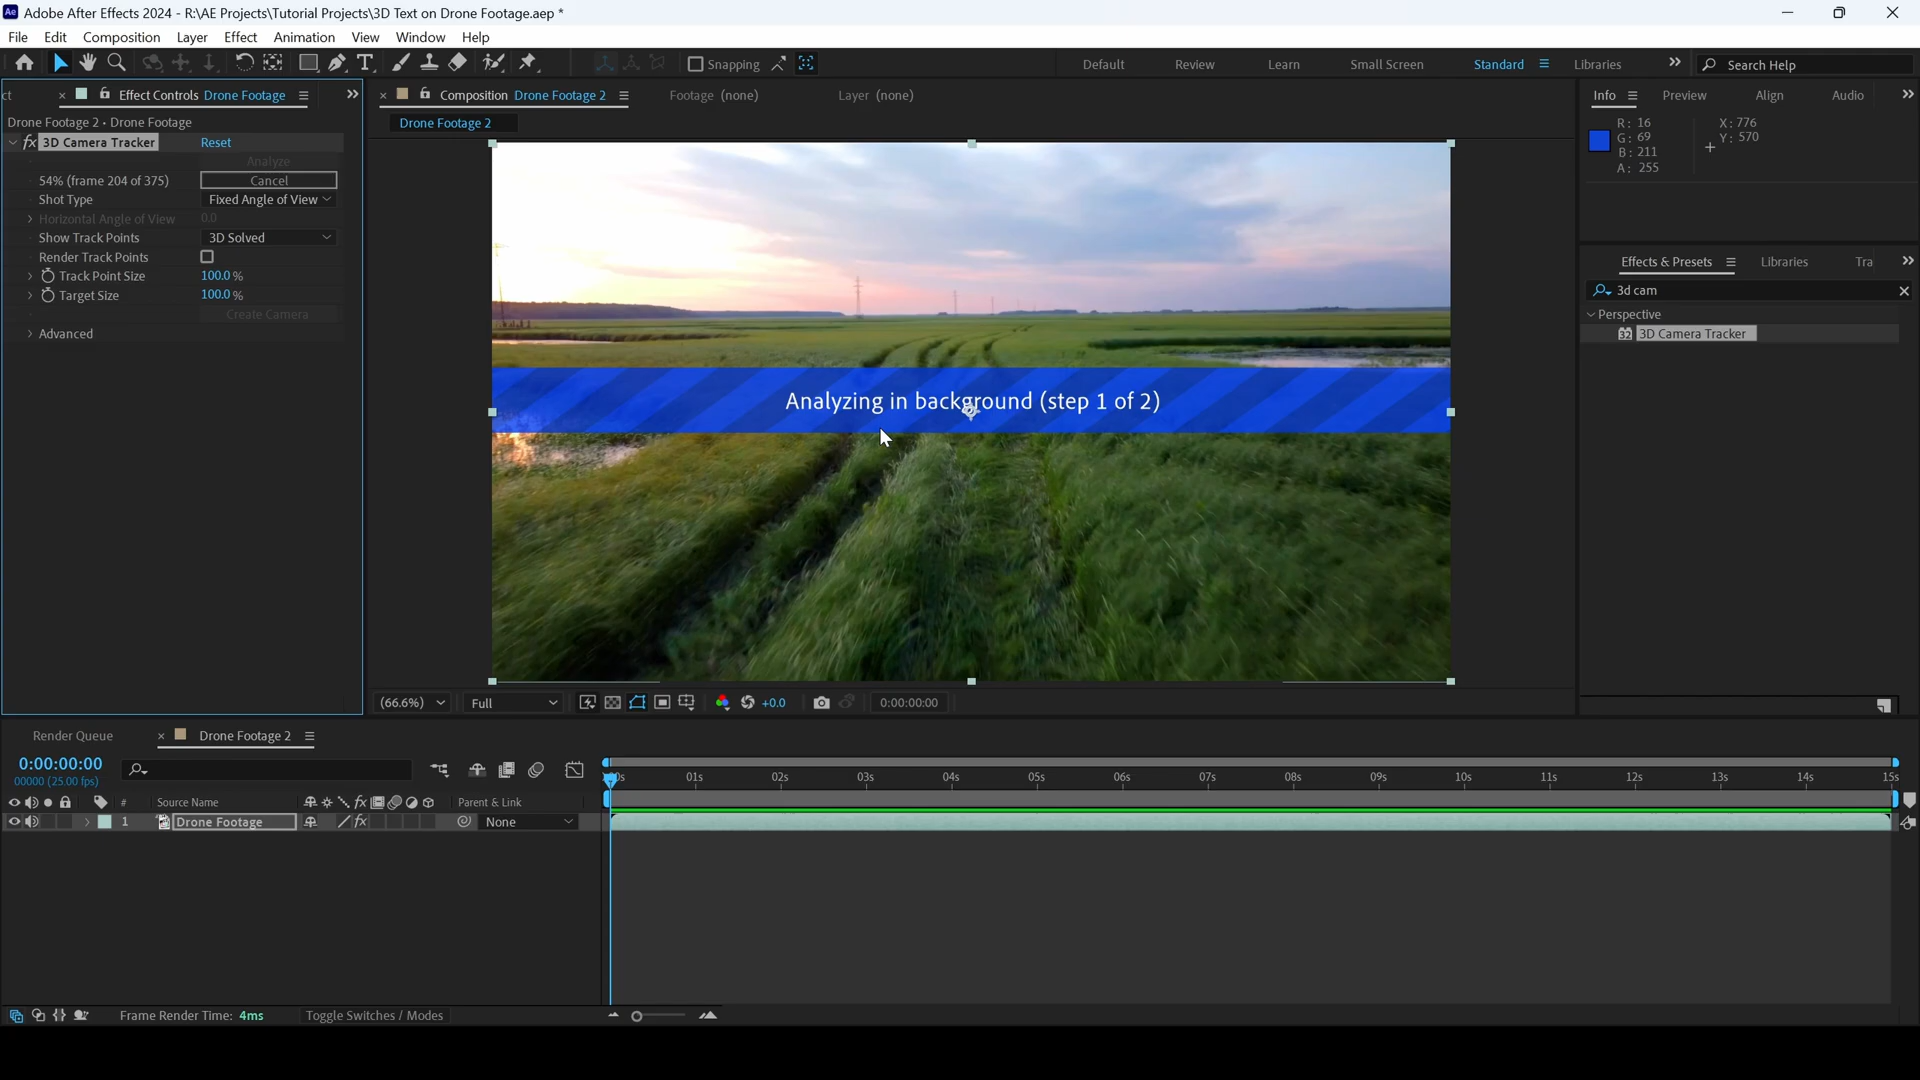 Adobe After Effects 2024 - R:\AE Projects\Tutorial Projects\3D Text on Drone Footage.aep *
File Edit Composition Layer Effect Animation View Window Help
Snapping Default Review Learn Small Screen Standard Libraries Search Help
ct Effect Controls Drone Footage
Drone Footage 2 • Drone Footage
fx 3D Camera Tracker Reset
Analyze
54% (frame 204 of 375) Cancel
Shot Type Fixed Angle of View
Horizontal Angle of View 0.0
Show Track Points 3D Solved
Render Track Points
Track Point Size 100.0 %
Target Size 100.0 %
Create Camera
Advanced
Composition Drone Footage 2 Footage (none) Layer (none)
Drone Footage 2
Analyzing in background (step 1 of 2)
(66.6%) Full +0.0 0:00:00:00
Info Preview Align Audio
R: 16 X: 776
G: 69 Y: 570
B: 211
A: 255
Effects & Presets Libraries Tra
3d cam
Perspective
32 3D Camera Tracker
Render Queue Drone Footage 2
0:00:00:00
00000 (25.00 fps)
00s 01s 02s 03s 04s 05s 06s 07s 08s 09s 10s 11s 12s 13s 14s 15s
# Source Name fx Parent & Link
1 Drone Footage fx None
Frame Render Time: 4ms Toggle Switches / Modes